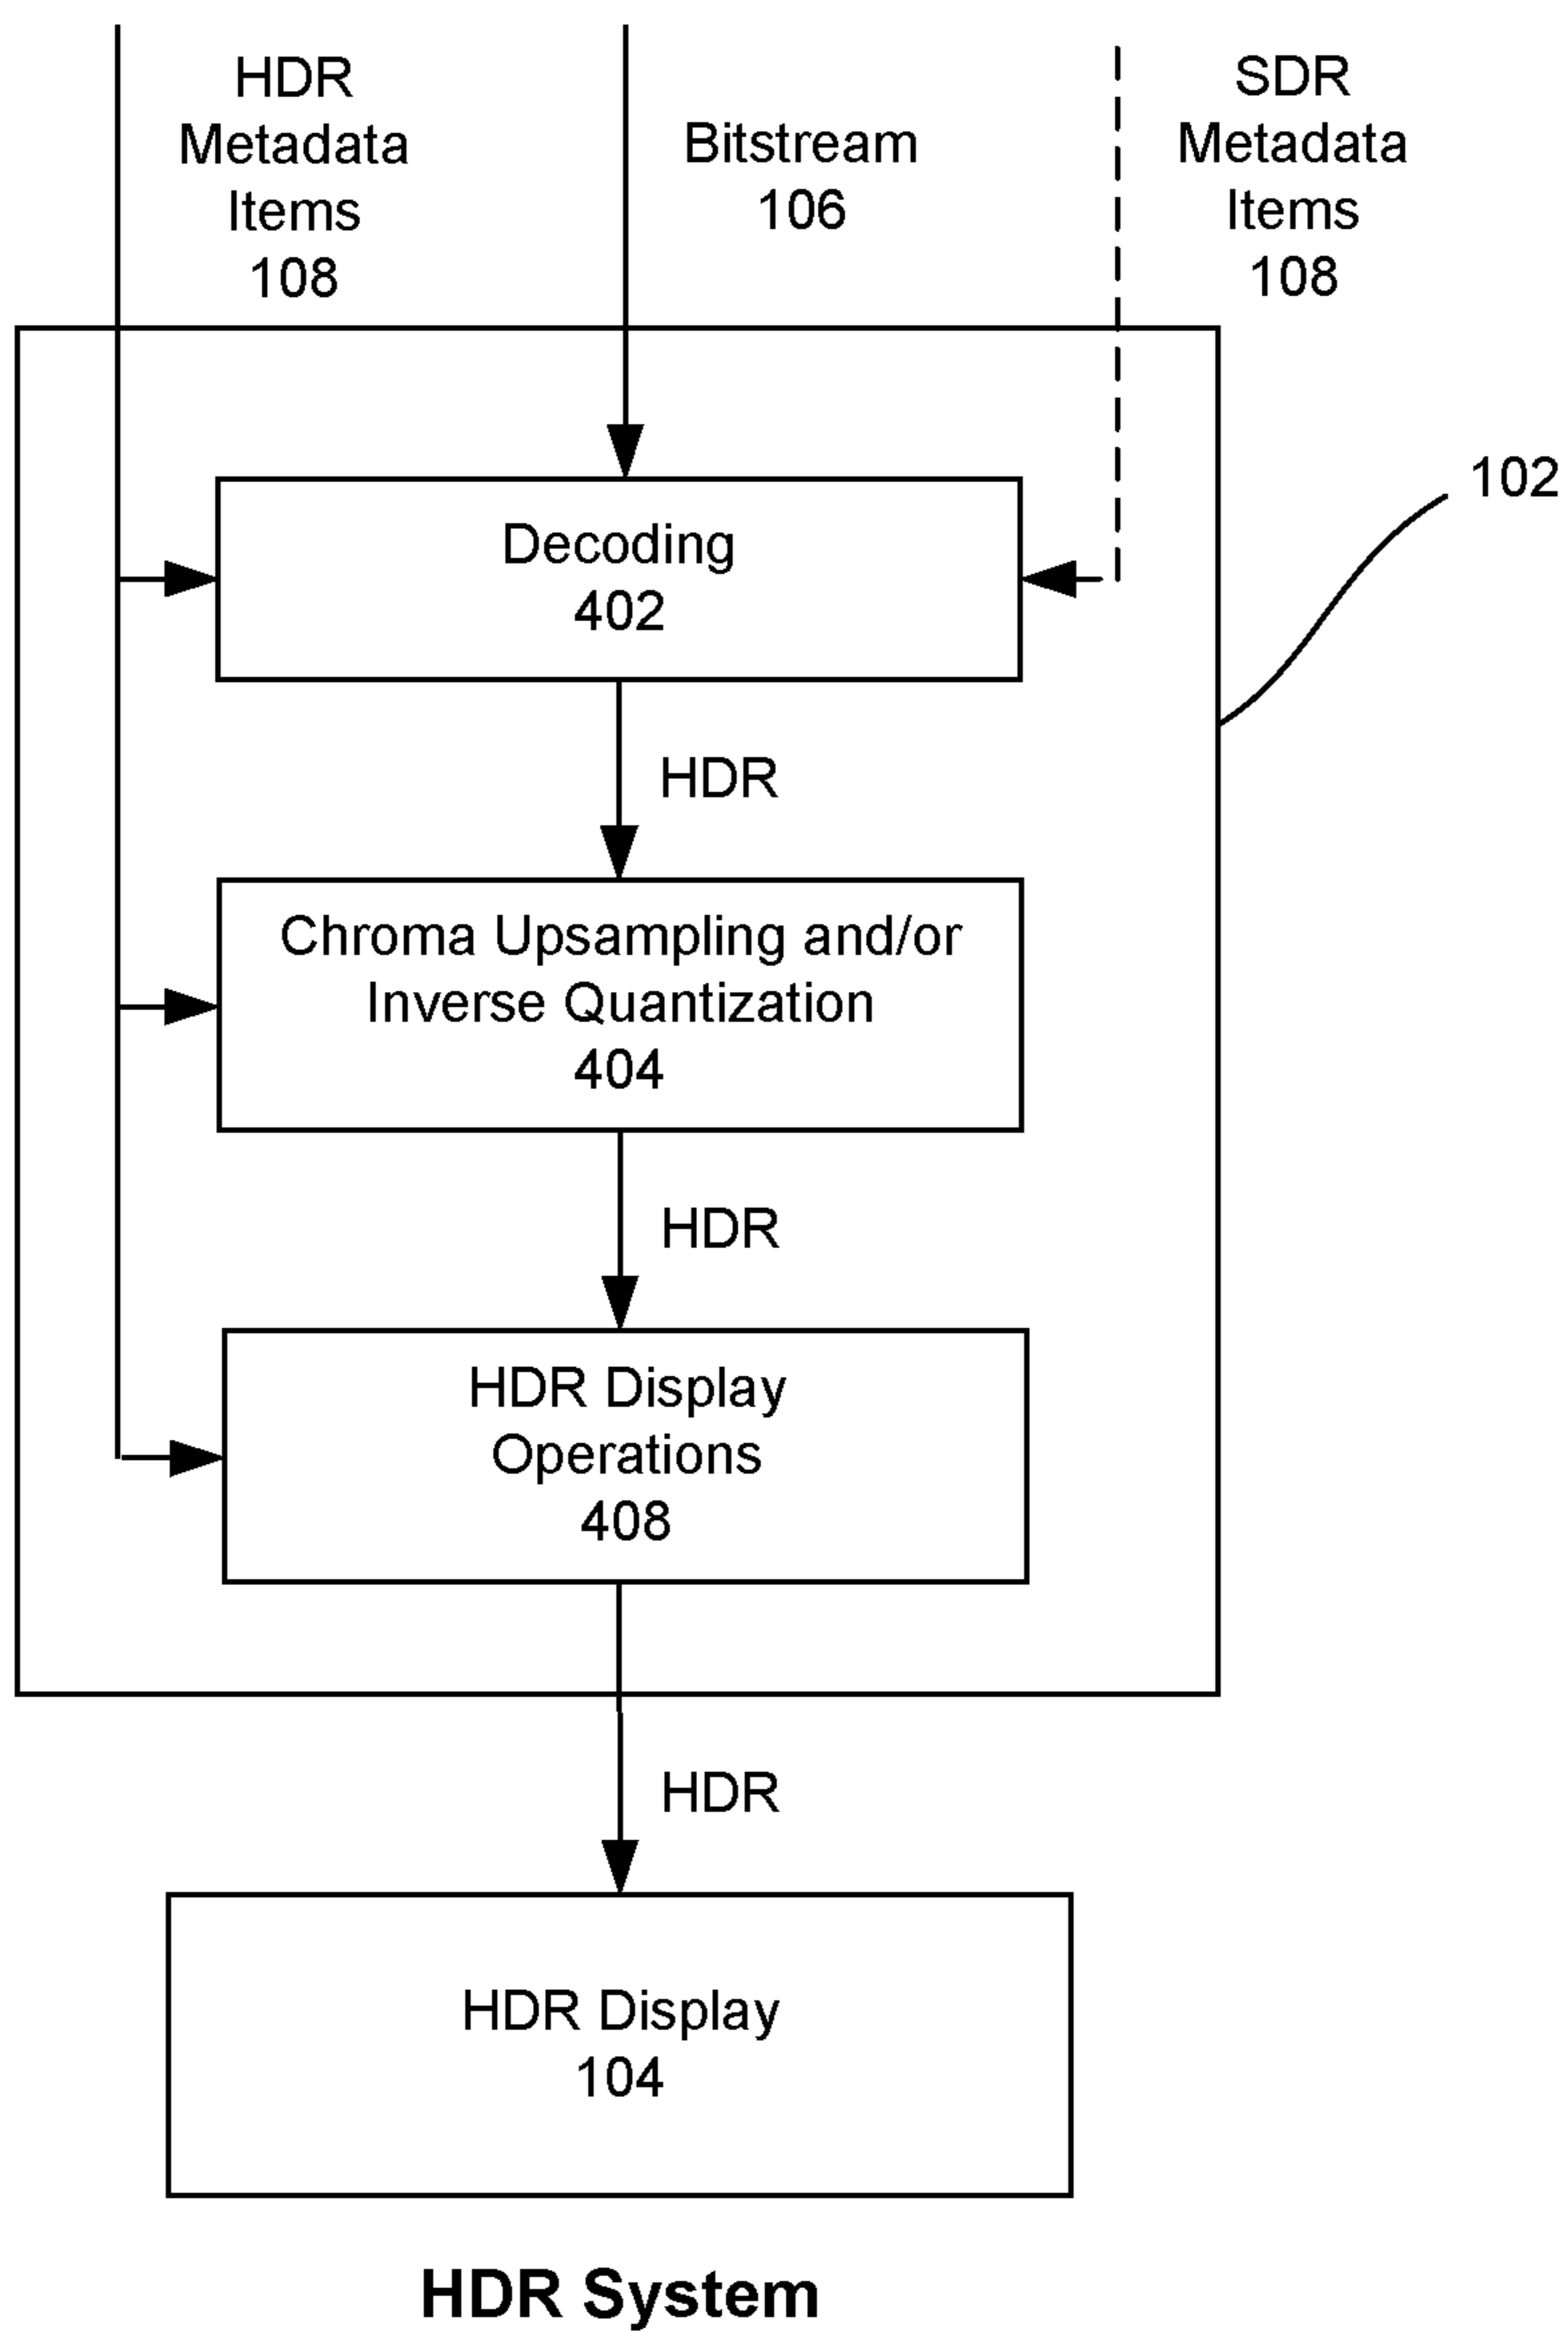 HDR
Metadata
Items
108
Bitstream
106
SDR
Metadata
Items
108
102
Decoding
402
HDR
Chroma Upsampling and/or
Inverse Quantization
404
HDR
HDR Display
Operations
408
HDR
HDR Display
104
HDR System